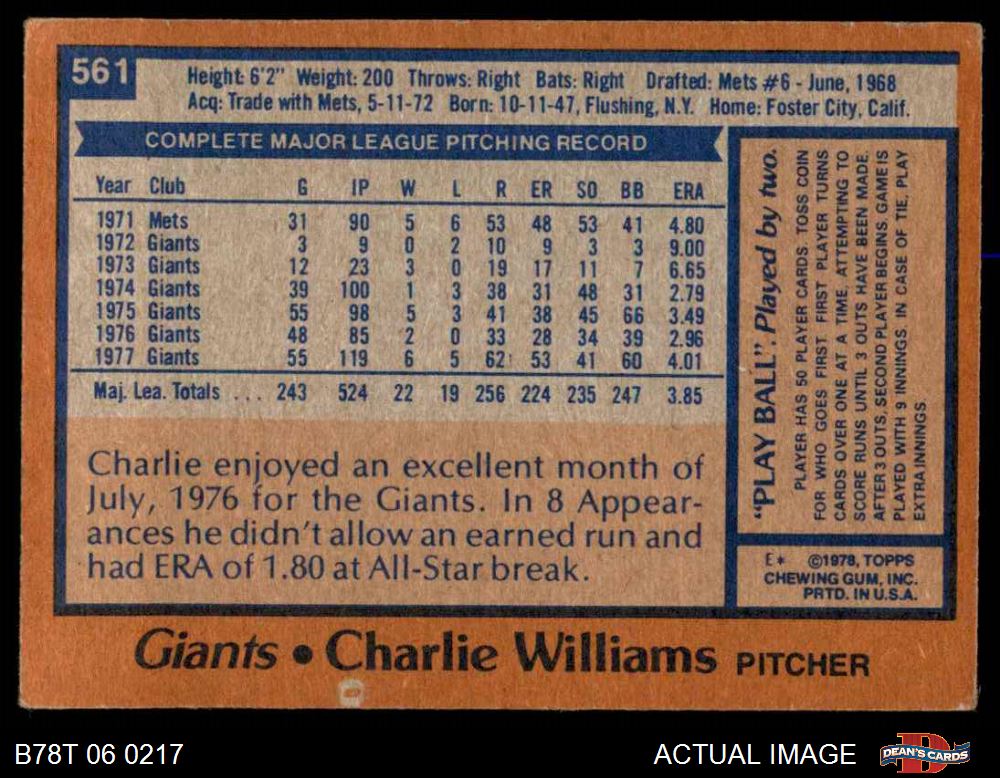 561
Height: 6'2" Weight: 200 Throws: Right Bats: Right Drafted: Mets #6 - June, 1968
Acq: Trade with Mets, 5-11-72 Born: 10-11-47, Flushing, N.Y. Home: Foster City, Calif.
COMPLETE MAJOR LEAGUE PITCHING RECORD
Year Club G IP W L R ER SO BB ERA
1971 Mets 31 90 5 6 53 48 53 41 4.80
1972 Giants 3 9 0 2 10 9 3 3 9.00
1973 Giants 12 23 3 0 19 17 11 7 6.65
1974 Giants 39 100 1 3 38 31 48 31 2.79
1975 Giants 55 98 5 3 41 38 45 66 3.49
1976 Giants 48 85 2 0 33 28 34 39 2.96
1977 Giants 55 119 6 5 62 53 41 60 4.01
Maj. Lea. Totals ... 243 524 22 19 256 224 235 247 3.85
Charlie enjoyed an excellent month of
July, 1976 for the Giants. In 8 Appear-
ances he didn't allow an earned run and
had ERA of 1.80 at All-Star break.
"PLAY BALL". Played by two.
PLAYER HAS 50 PLAYER CARDS TOSS COIN
FOR WHO GOES FIRST. FIRST PLAYER TURNS
CARDS OVER ONE AT A TIME, ATTEMPTING TO
SCORE RUNS UNTIL 3 OUTS HAVE BEEN MADE.
AFTER 3 OUTS, SECOND PLAYER BEGINS. GAME IS
PLAYED WITH 9 INNINGS. IN CASE OF TIE, PLAY
EXTRA INNINGS
E* ©1978, TOPPS
CHEWING GUM, INC.
PRTD. IN U.S.A.
Giants • Charlie Williams PITCHER
B78T 06 0217
ACTUAL IMAGE
DEAN'S CARDS